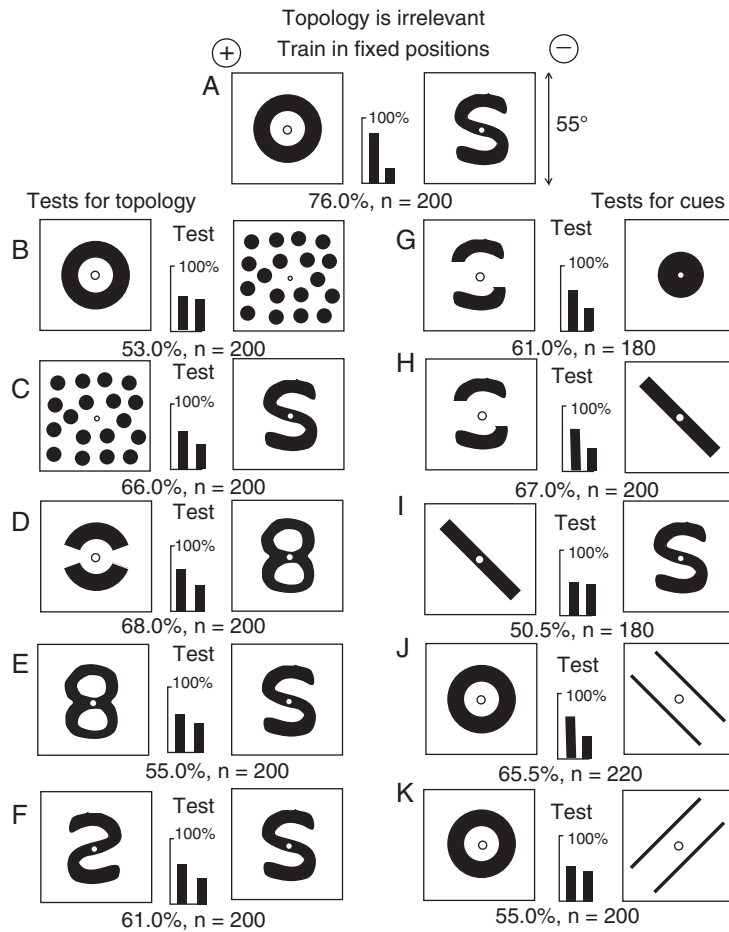 Topology is irrelevant
+ Train in fixed positions −
A
100%
55°
76.0%, n = 200
Tests for topology
Tests for cues
B
Test
100%
53.0%, n = 200
C
Test
100%
66.0%, n = 200
D
Test
100%
68.0%, n = 200
E
Test
100%
55.0%, n = 200
F
Test
100%
61.0%, n = 200
G
Test
100%
61.0%, n = 180
H
Test
100%
67.0%, n = 200
I
Test
100%
50.5%, n = 180
J
Test
100%
65.5%, n = 220
K
Test
100%
55.0%, n = 200